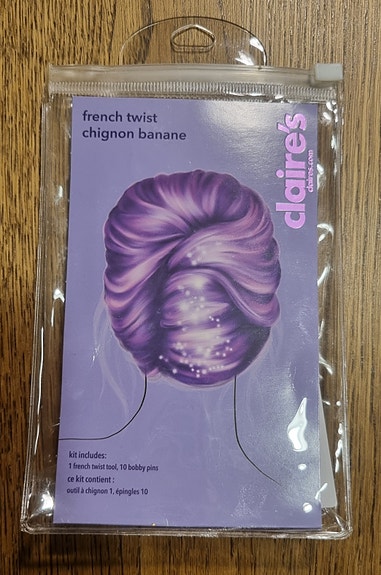 french twist
chignon banane
claire's
claires.com
kit includes:
1 french twist tool, 10 bobby pins
ce kit contient :
outil à chignon 1, épingles 10